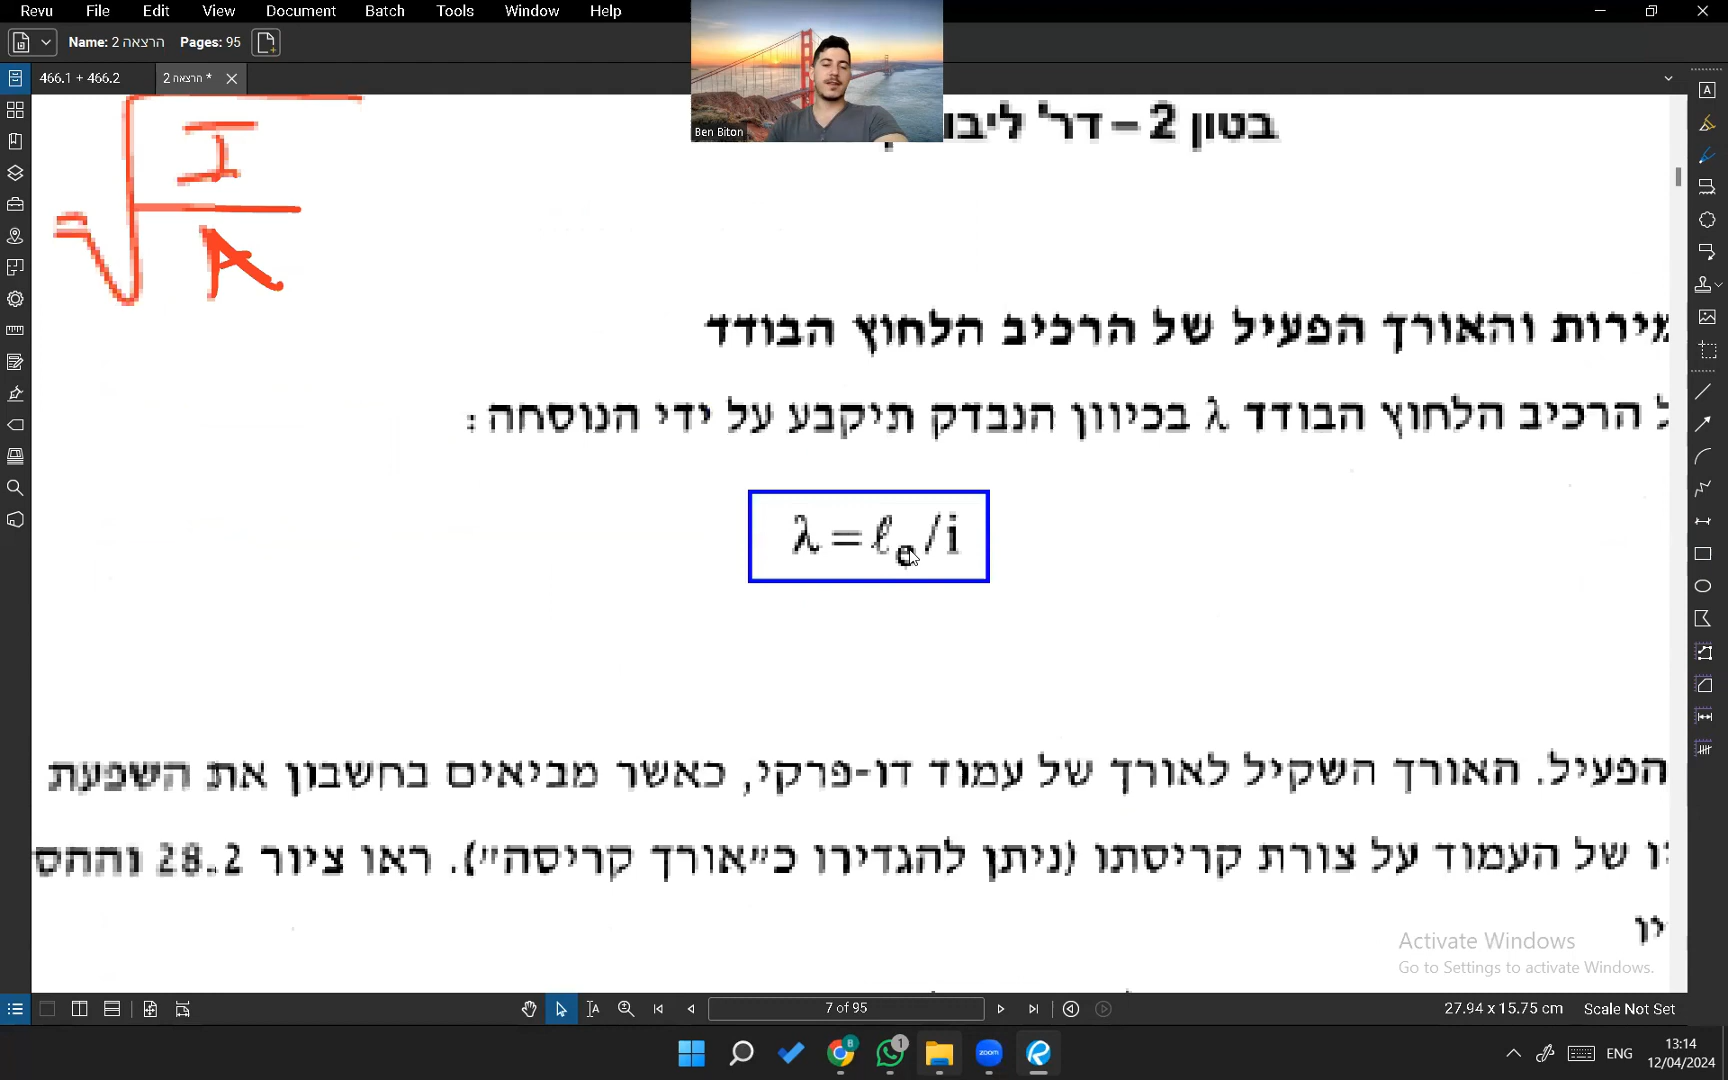 Revu File Edit View Document Batch Tools Window Help
Name: הרצאה 2 Pages: 95
466.1 + 466.2 הרצאה 2 *
Ben Biton
בטון 2 – דר' ליבו
I
A
והאורך הפעיל של הרכיב הלחוץ הבודד
הרכיב הלחוץ הבודד λ בכיוון הנבדק תיקבע על ידי הנוסחה:
λ = ℓe/i
הפעיל. האורך השקיל לאורך של עמוד דו-פרקי, כאשר מביאים בחשבון את השפעת
של העמוד על צורת קריסתו (ניתן להגדירו כ"אורך קריסה"). ראו ציור 28.2
Activate Windows
Go to Settings to activate Windows.
7 of 95
27.94 x 15.75 cm Scale Not Set
B 1 zoom ENG 13:14
12/04/2024